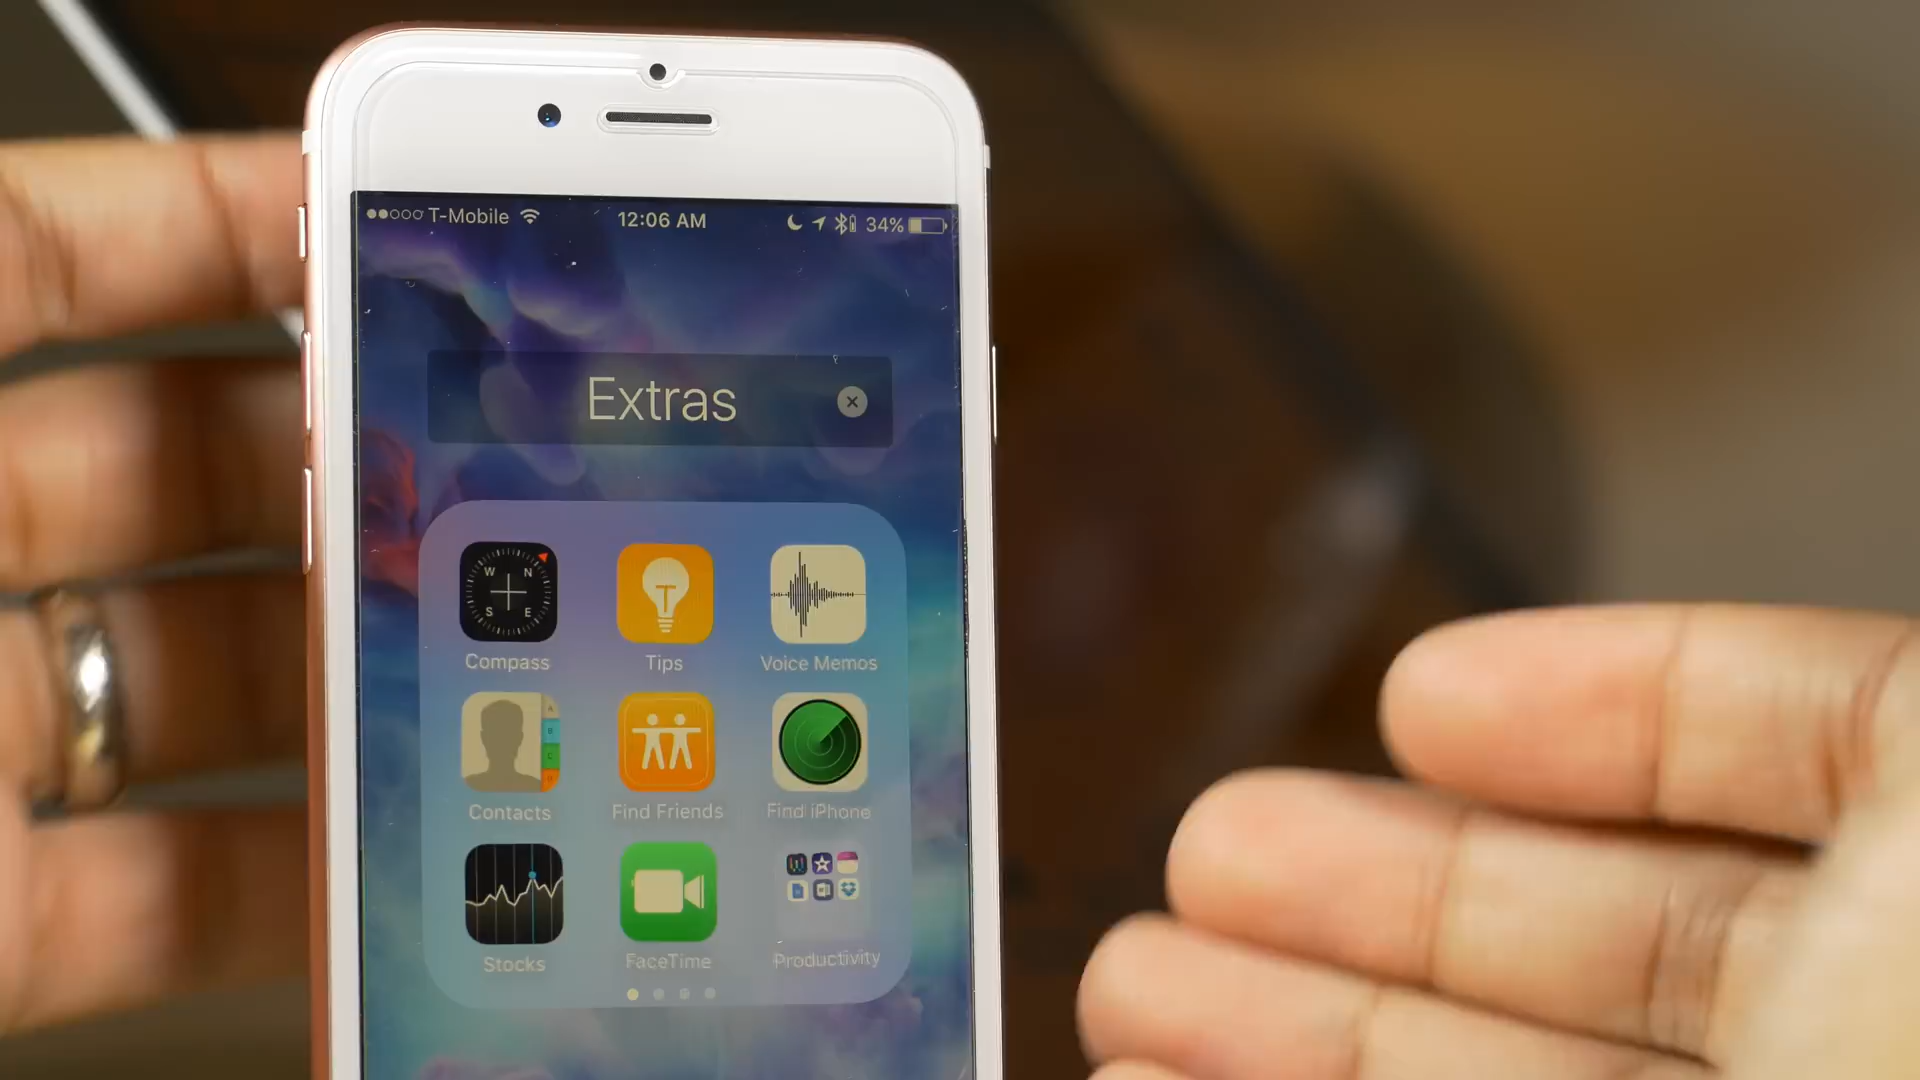 T-Mobile 12:06 AM 34%
Extras
W N
S E
T
Compass Tips Voice Memos
A
B
C
Contacts Find Friends Find iPhone
Stocks FaceTime Productivity